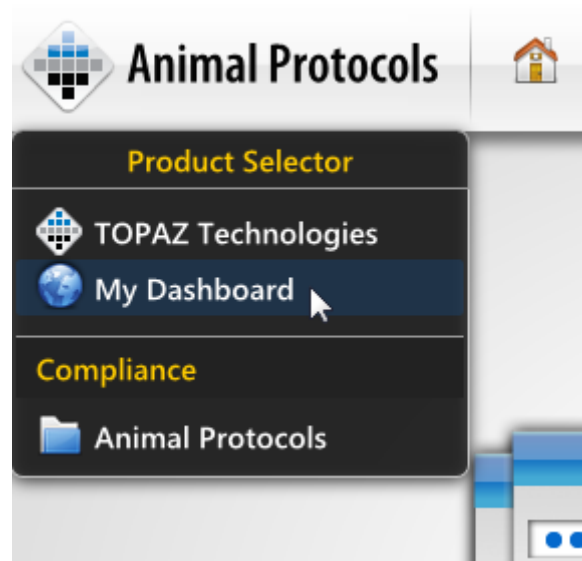 Animal Protocols
Product Selector
TOPAZ Technologies
My Dashboard
Compliance
Animal Protocols